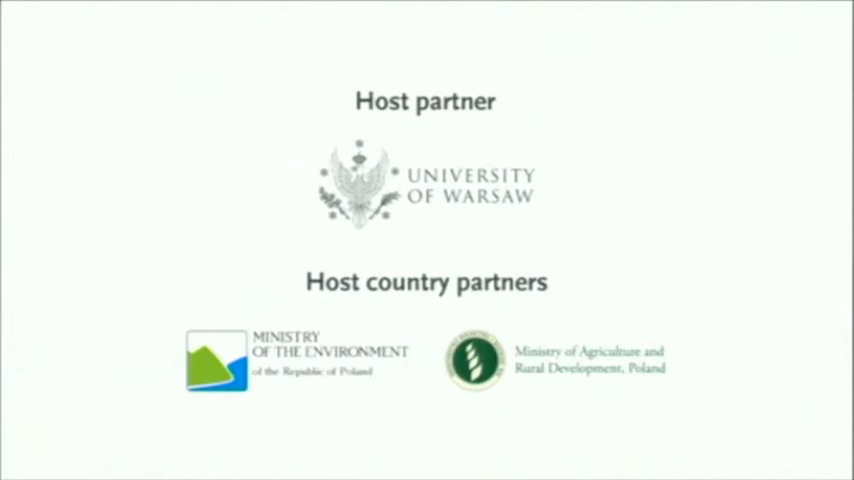 Host partner
UNIVERSITY
OF WARSAW
Host country partners
MINISTRY
OF THE ENVIRONMENT
of the Republic of Poland
Ministry of Agriculture and
Rural Development, Poland